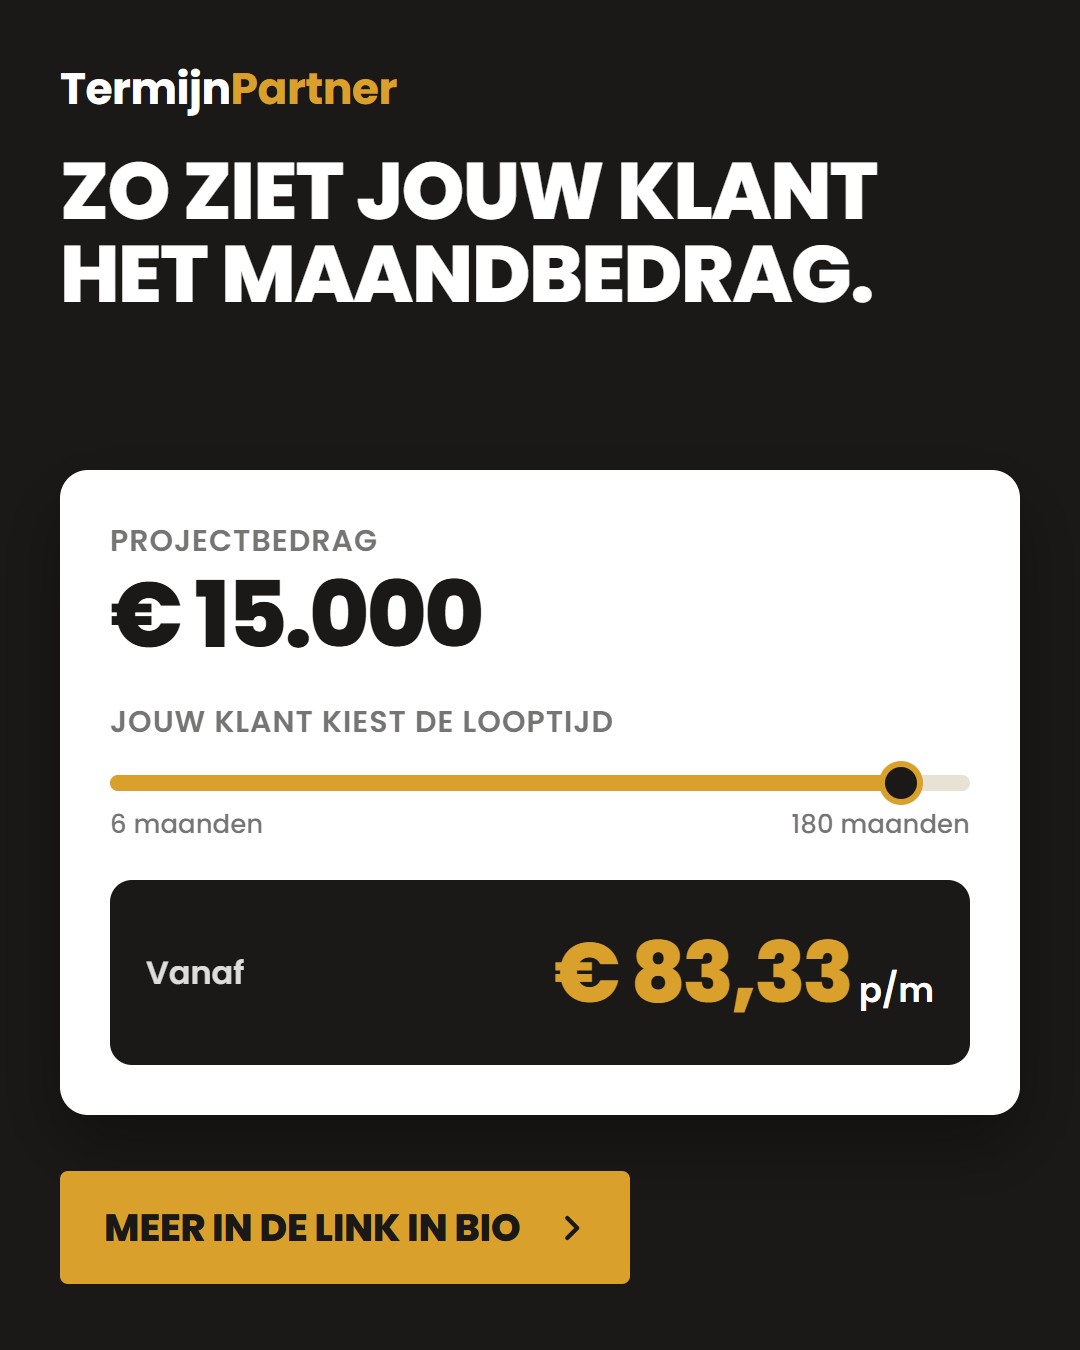 TermijnPartner
ZO ZIET JOUW KLANT
HET MAANDBEDRAG.
PROJECTBEDRAG
€ 15.000
JOUW KLANT KIEST DE LOOPTIJD
6 maanden 180 maanden
Vanaf € 83,33 p/m
MEER IN DE LINK IN BIO